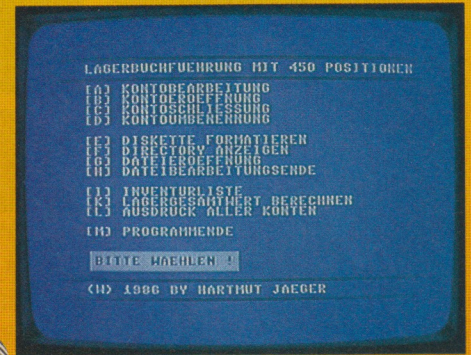 LAGERBUCHFUEHRUNG MIT 450 POSITIONEN
[A] KONTOBEARBEITUNG
[B] KONTOEROEFFNUNG
[C] KONTOSCHLIESSUNG
[D] KONTOUMBENENNUNG
[E] DISKETTE FORMATIEREN
[F] DIRECTORY ANZEIGEN
[G] DATEIEROEFFNUNG
[H] DATEIBEARBEITUNGSENDE
[I] INVENTURLISTE
[K] LAGERGESAMTWERT BERECHNEN
[L] AUSDRUCK ALLER KONTEN
[M] PROGRAMMENDE
BITTE WAEHLEN !
(W) 1986 BY HARTMUT JAEGER